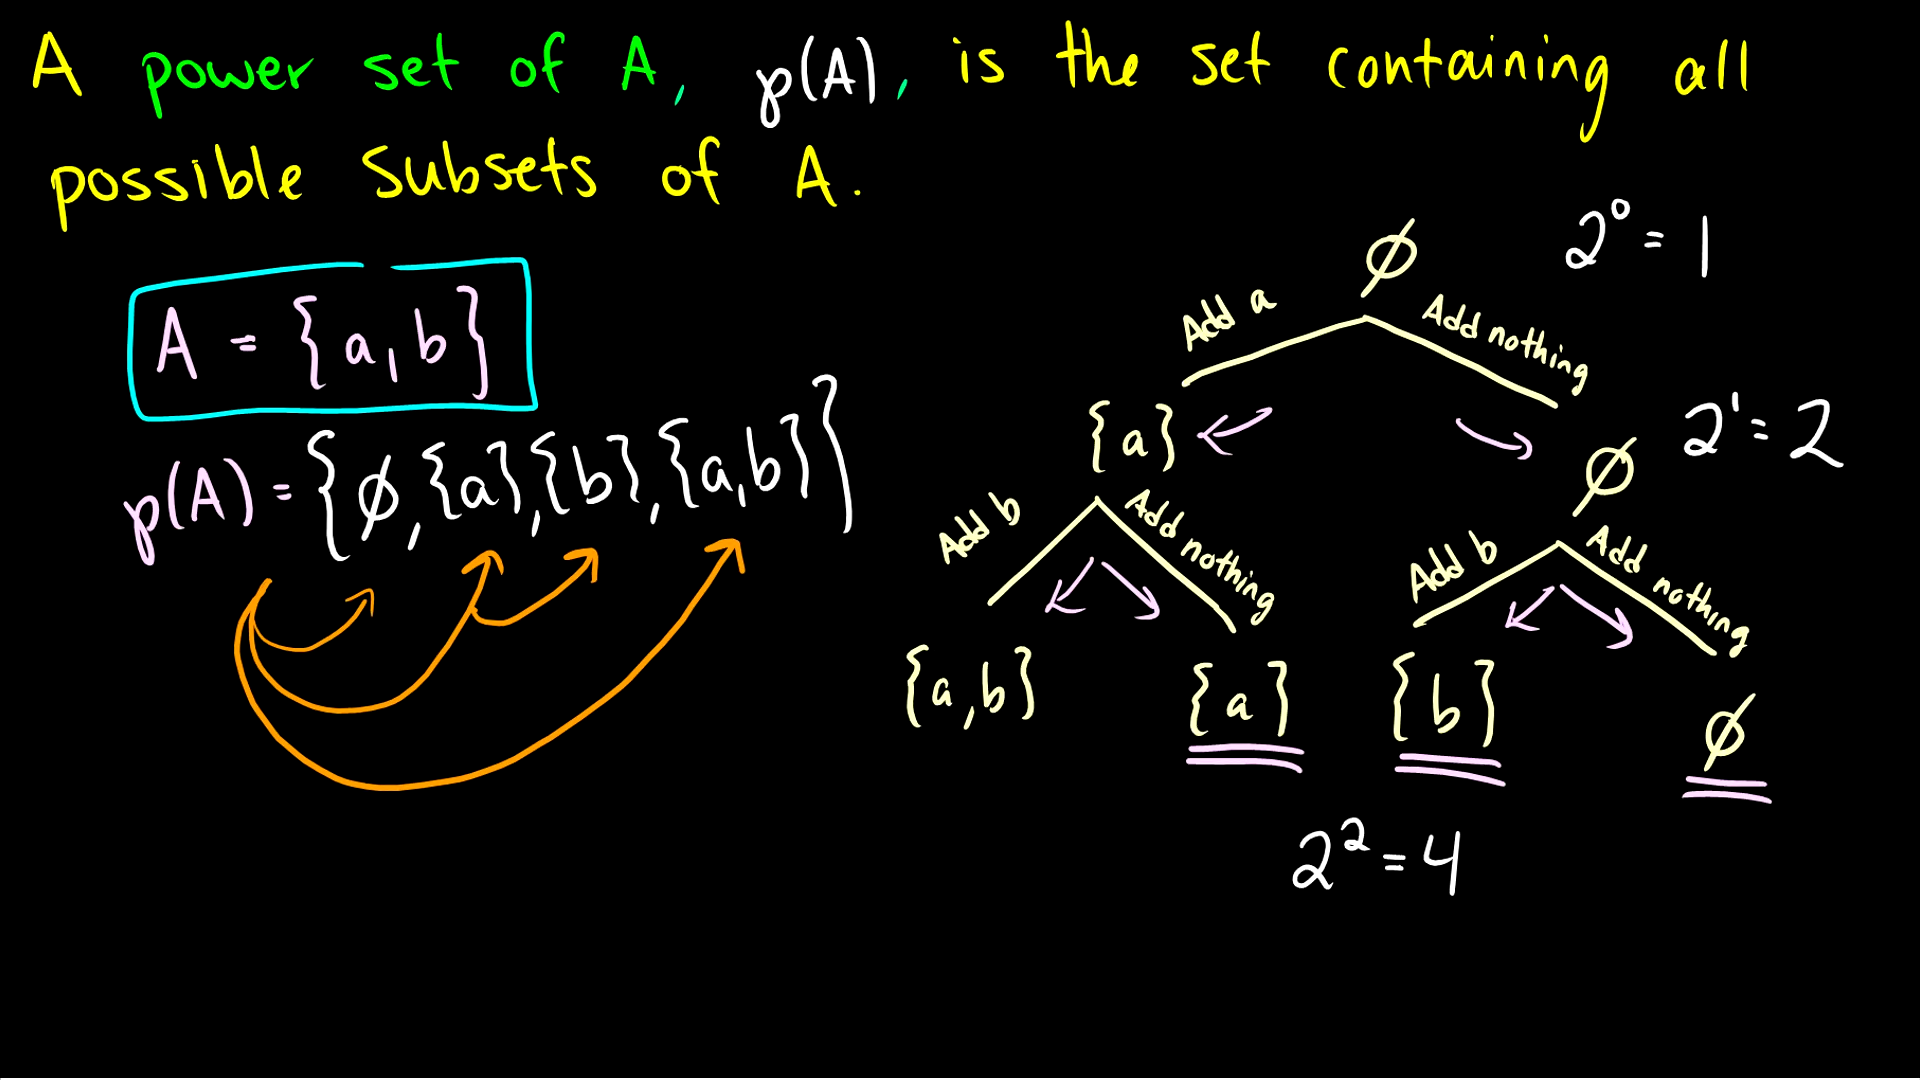 A power set of A, p(A), is the set containing all
possible subsets of A.
A = {a,b}
p(A) = {∅,{a},{b},{a,b}}
∅
2⁰ = 1
Add a
Add nothing
{a}
∅
2¹ = 2
Add b
Add nothing
Add b
Add nothing
{a,b}
{a}
{b}
∅
2² = 4